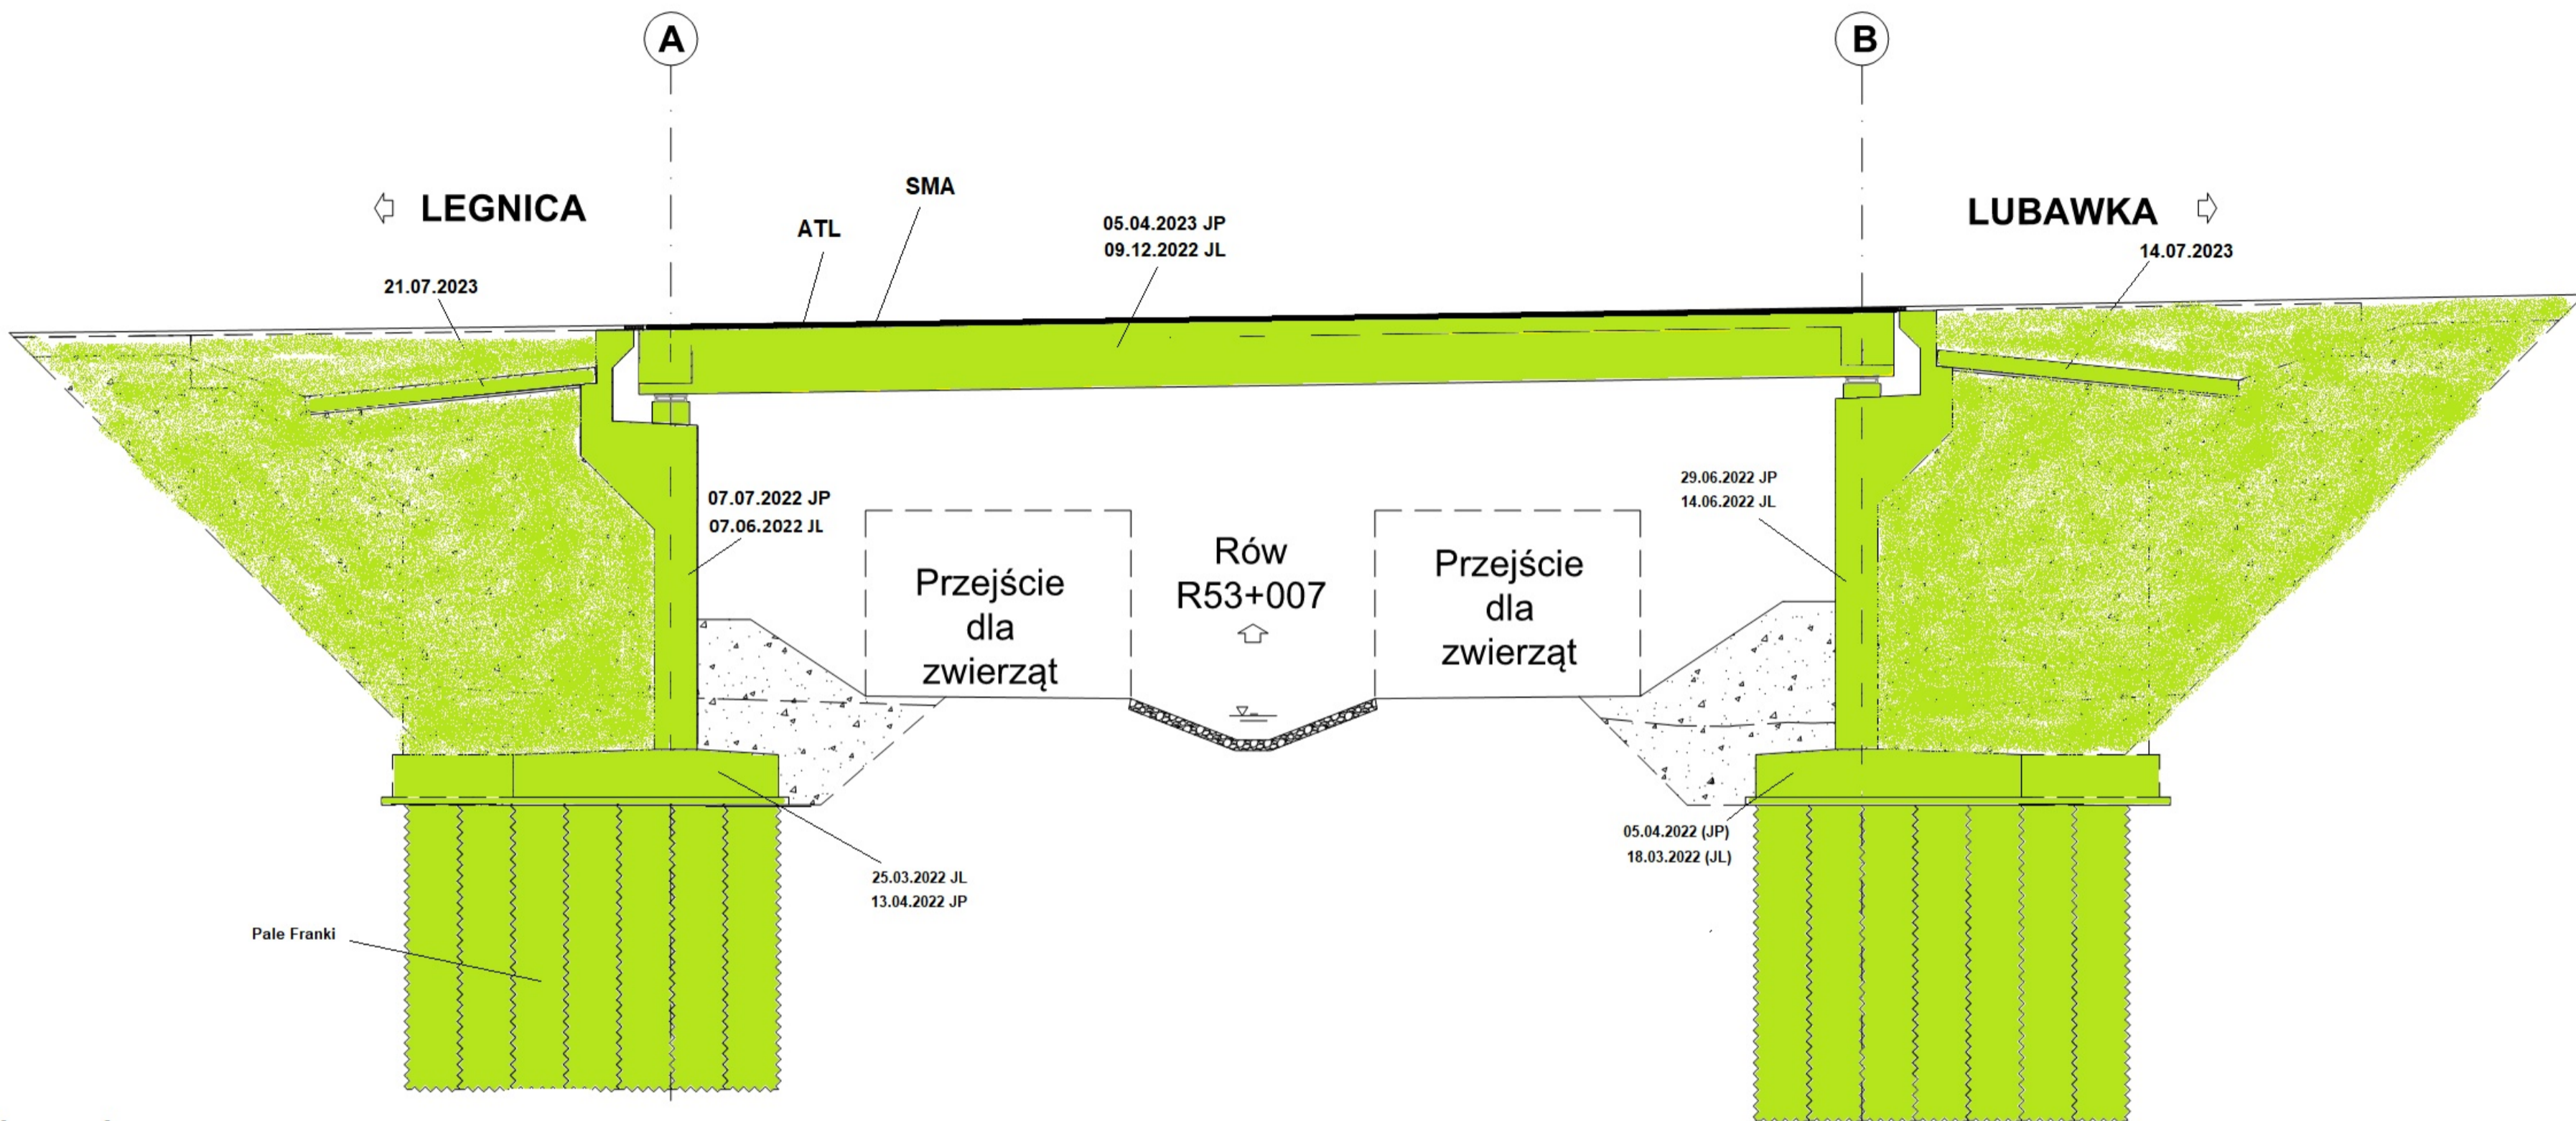 A
B
LEGNICA
LUBAWKA
SMA
ATL
05.04.2023 JP
09.12.2022 JL
21.07.2023
14.07.2023
07.07.2022 JP
07.06.2022 JL
29.06.2022 JP
14.06.2022 JL
Przejście
dla
zwierząt
Rów
R53+007
Przejście
dla
zwierząt
25.03.2022 JL
13.04.2022 JP
05.04.2022 (JP)
18.03.2022 (JL)
Pale Franki